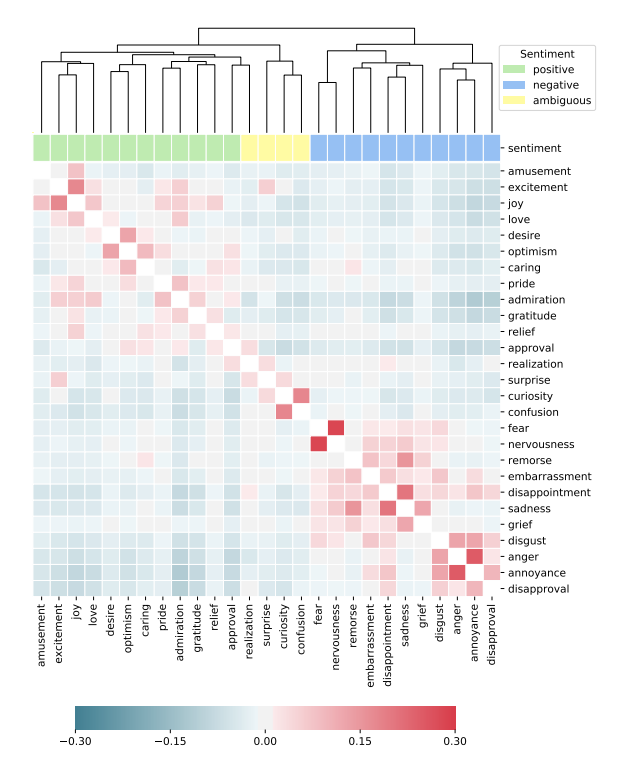 Sentiment
positive
negative
ambiguous
sentiment
amusement
excitement
joy
love
desire
optimism
caring
pride
admiration
gratitude
relief
approval
realization
surprise
curiosity
confusion
fear
nervousness
remorse
embarrassment
disappointment
sadness
grief
disgust
anger
annoyance
disapproval
amusement
excitement
joy
love
desire
optimism
caring
pride
admiration
gratitude
relief
approval
realization
surprise
curiosity
confusion
fear
nervousness
remorse
embarrassment
disappointment
sadness
grief
disgust
anger
annoyance
disapproval
−0.30 −0.15 0.00 0.15 0.30